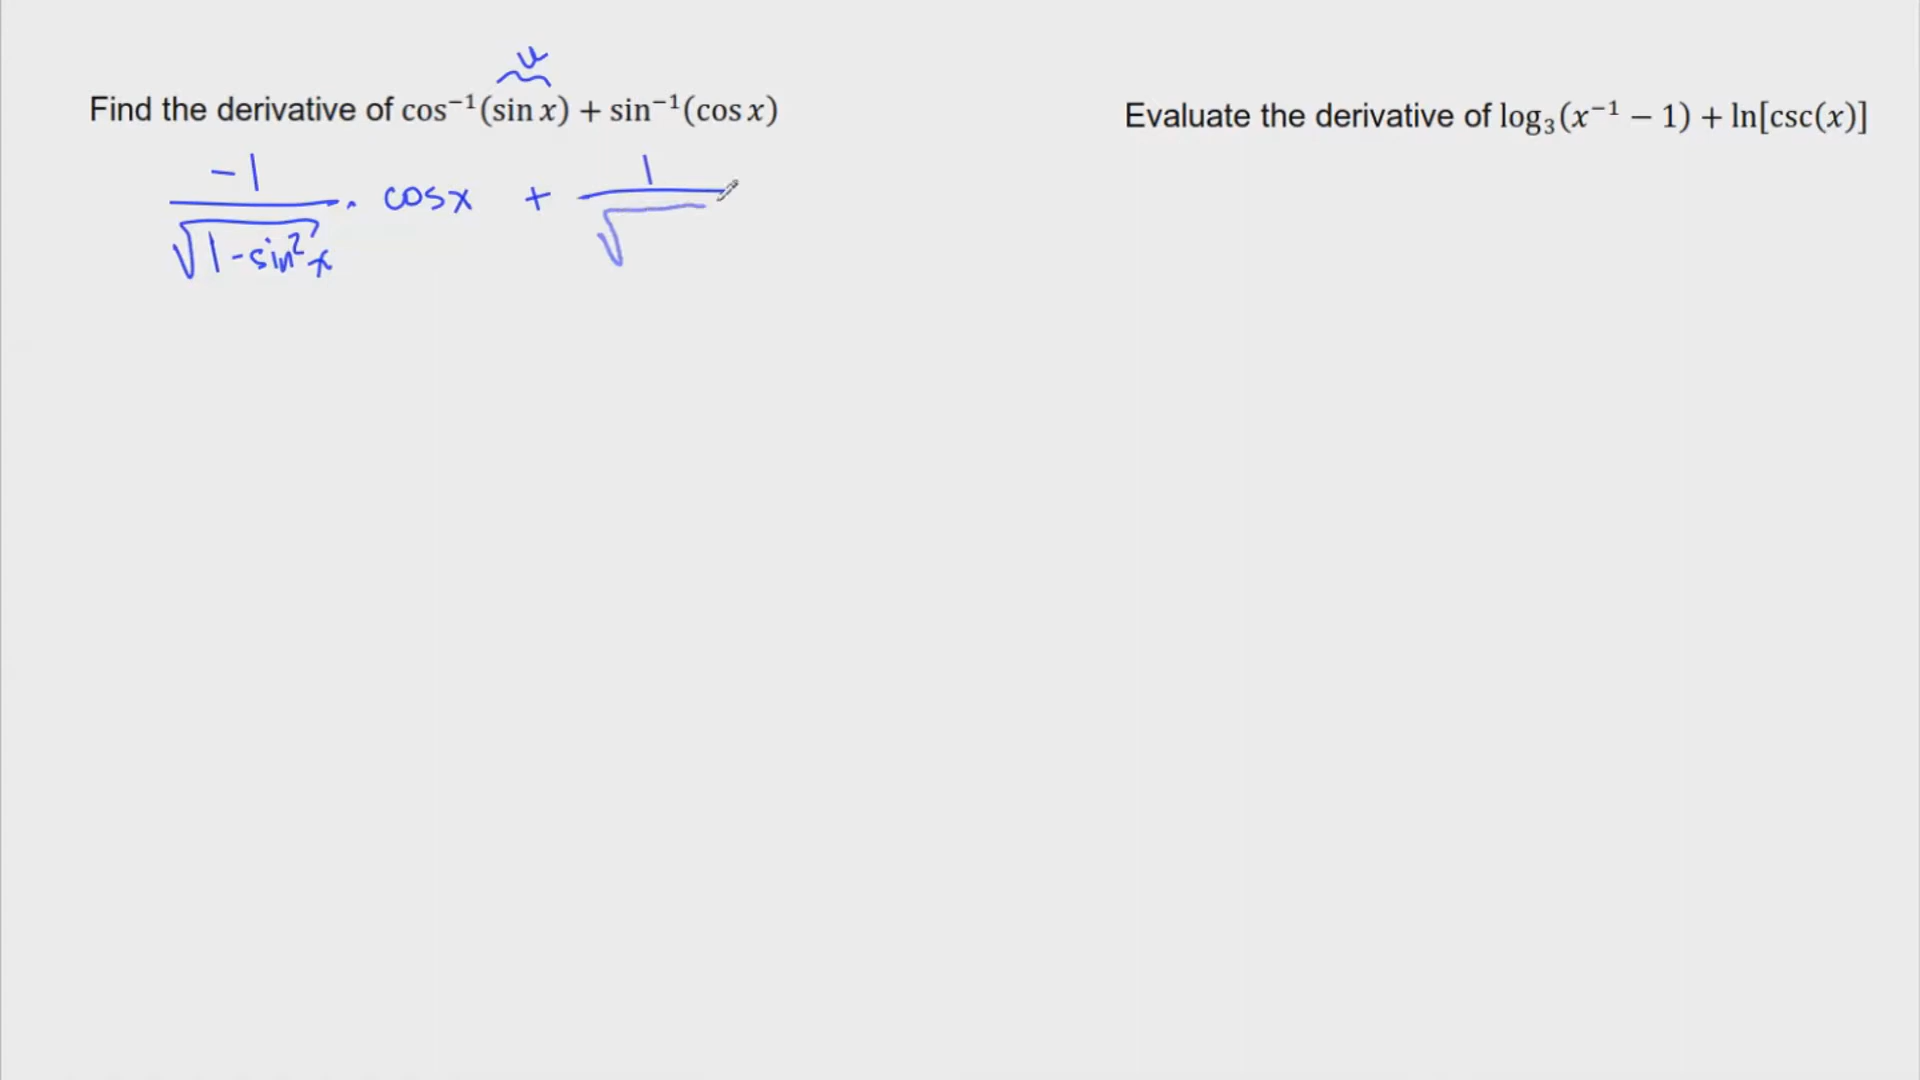 u
Find the derivative of cos⁻¹(sin x) + sin⁻¹(cos x)
-1 / √(1-sin²x) · cosx + 1 / √
Evaluate the derivative of log₃(x⁻¹ − 1) + ln[csc(x)]